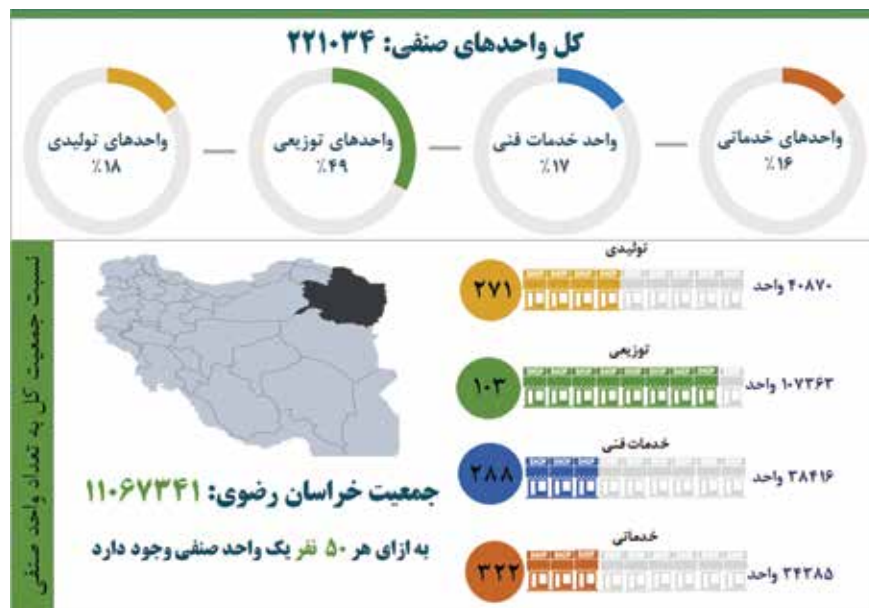 کل واحدهای صنفی: ۲۲۱۰۳۴
واحدهای خدماتی
٪۱۶
واحد خدمات فنی
٪۱۷
واحدهای توزیعی
٪۴۹
واحدهای تولیدی
٪۱۸
تولیدی
۴۰۸۷۰ واحد
۲۷۱
توزیعی
۱۰۷۳۶۳ واحد
۱۰۳
خدمات فنی
۳۸۴۱۶ واحد
۲۸۸
خدماتی
۳۴۳۸۵ واحد
۳۲۲
جمعیت خراسان رضوی: ۱۱۰۶۷۳۴۱
به ازای هر ۵۰ نفر یک واحد صنفی وجود دارد
نسبت جمعیت کل به تعداد واحد صنفی